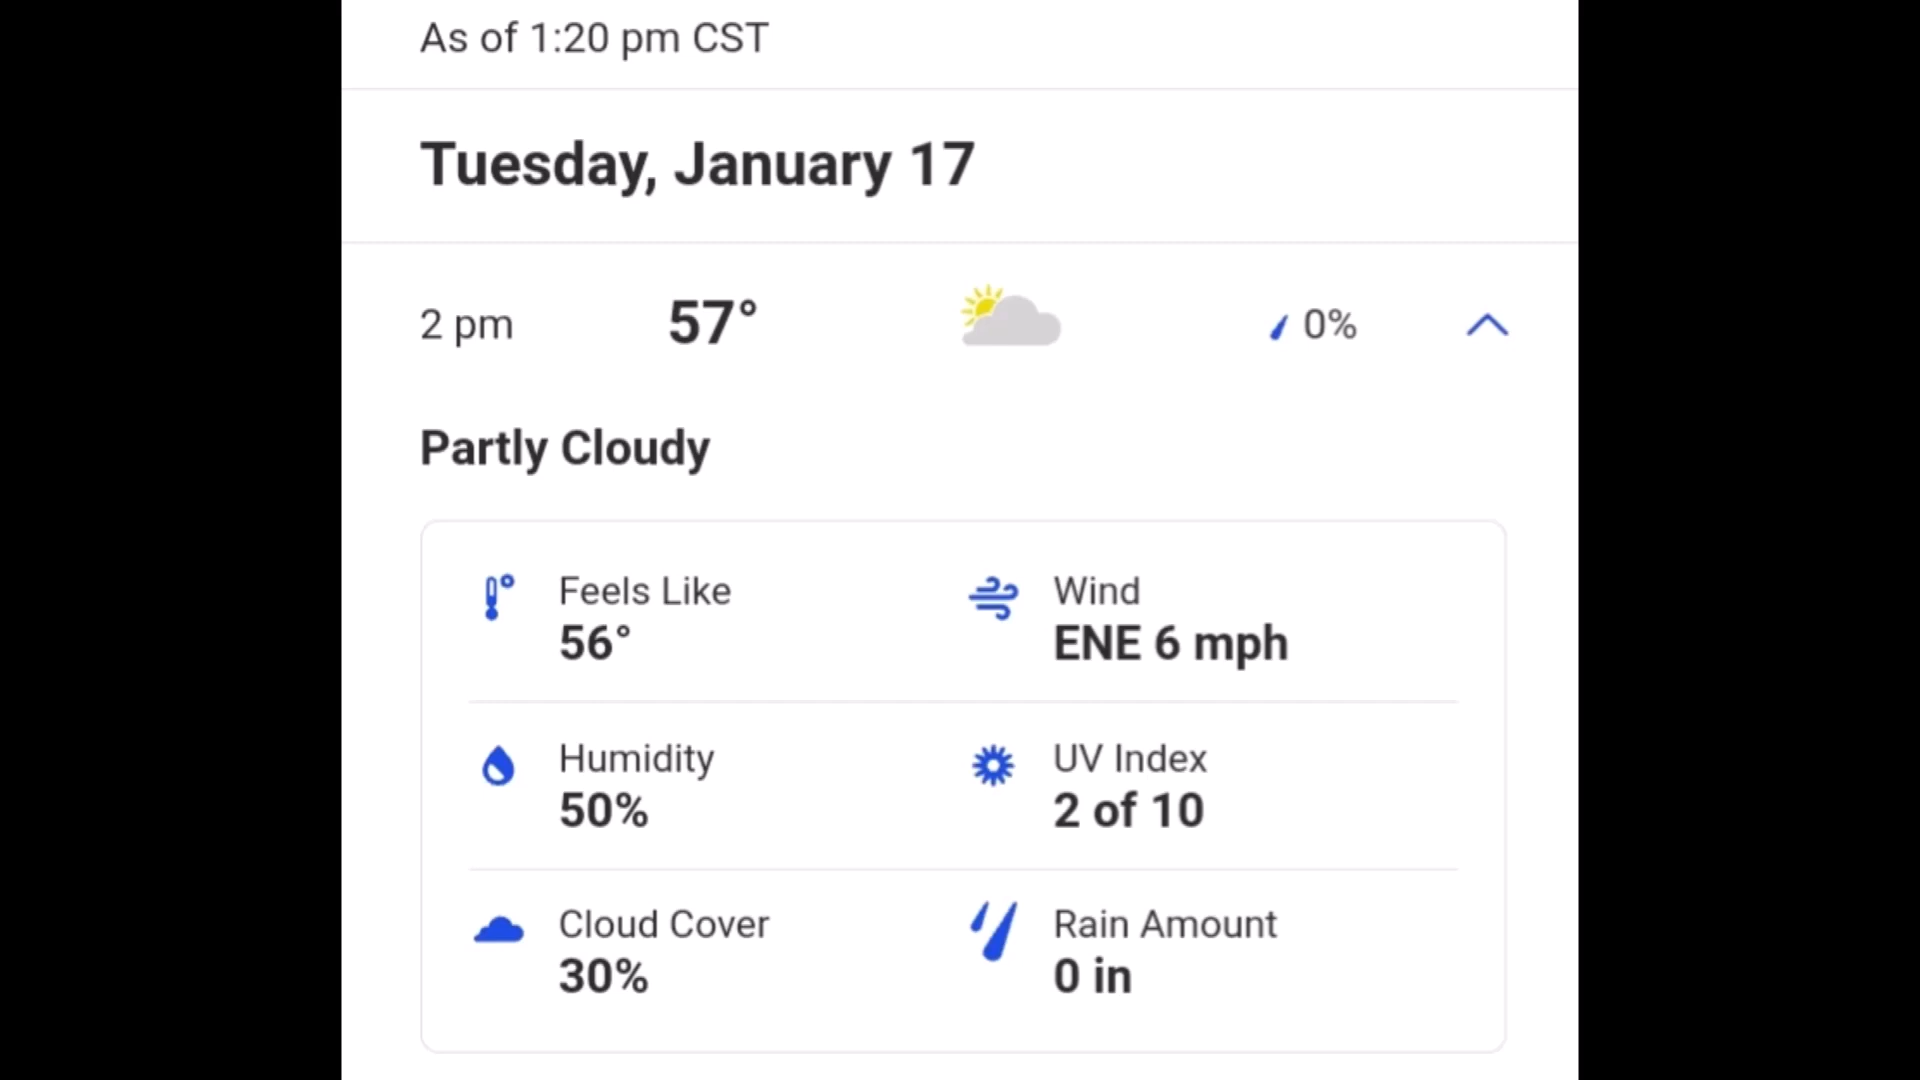 As of 1:20 pm CST
Tuesday, January 17
2 pm 57° 0%
Partly Cloudy
Feels Like Wind
56° ENE 6 mph
Humidity UV Index
50% 2 of 10
Cloud Cover Rain Amount
30% 0 in